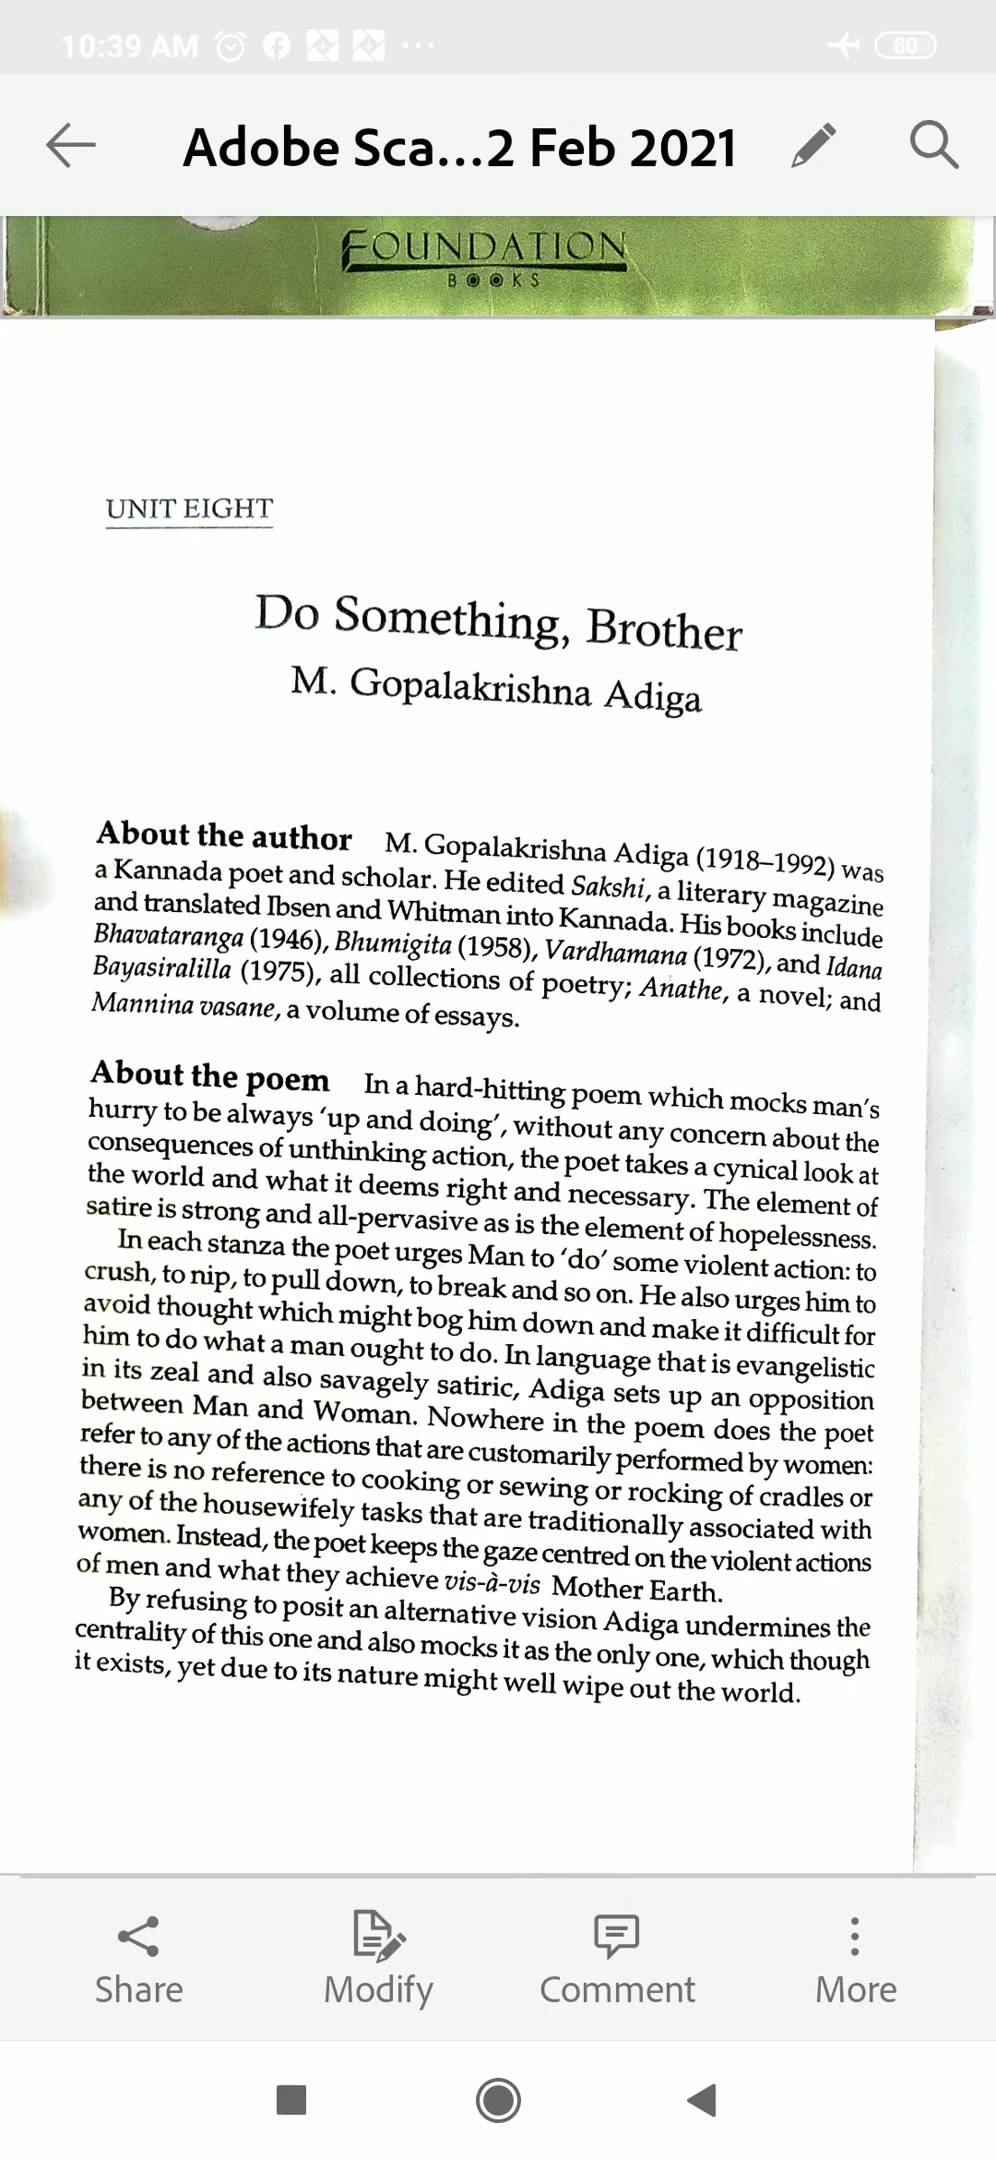 10:39 AM
80
Adobe Sca...2 Feb 2021
FOUNDATION
BOOKS
UNIT EIGHT
Do Something, Brother
M. Gopalakrishna Adiga
About the author M. Gopalakrishna Adiga (1918–1992) was
a Kannada poet and scholar. He edited Sakshi, a literary magazine
and translated Ibsen and Whitman into Kannada. His books include
Bhavataranga (1946), Bhumigita (1958), Vardhamana (1972), and Idana
Bayasiralilla (1975), all collections of poetry; Anathe, a novel; and
Mannina vasane, a volume of essays.
About the poem In a hard-hitting poem which mocks man's
hurry to be always 'up and doing', without any concern about the
consequences of unthinking action, the poet takes a cynical look at
the world and what it deems right and necessary. The element of
satire is strong and all-pervasive as is the element of hopelessness.
In each stanza the poet urges Man to 'do' some violent action: to
crush, to nip, to pull down, to break and so on. He also urges him to
avoid thought which might bog him down and make it difficult for
him to do what a man ought to do. In language that is evangelistic
in its zeal and also savagely satiric, Adiga sets up an opposition
between Man and Woman. Nowhere in the poem does the poet
refer to any of the actions that are customarily performed by women:
there is no reference to cooking or sewing or rocking of cradles or
any of the housewifely tasks that are traditionally associated with
women. Instead, the poet keeps the gaze centred on the violent actions
of men and what they achieve vis-à-vis Mother Earth.
By refusing to posit an alternative vision Adiga undermines the
centrality of this one and also mocks it as the only one, which though
it exists, yet due to its nature might well wipe out the world.
Share
Modify
Comment
More